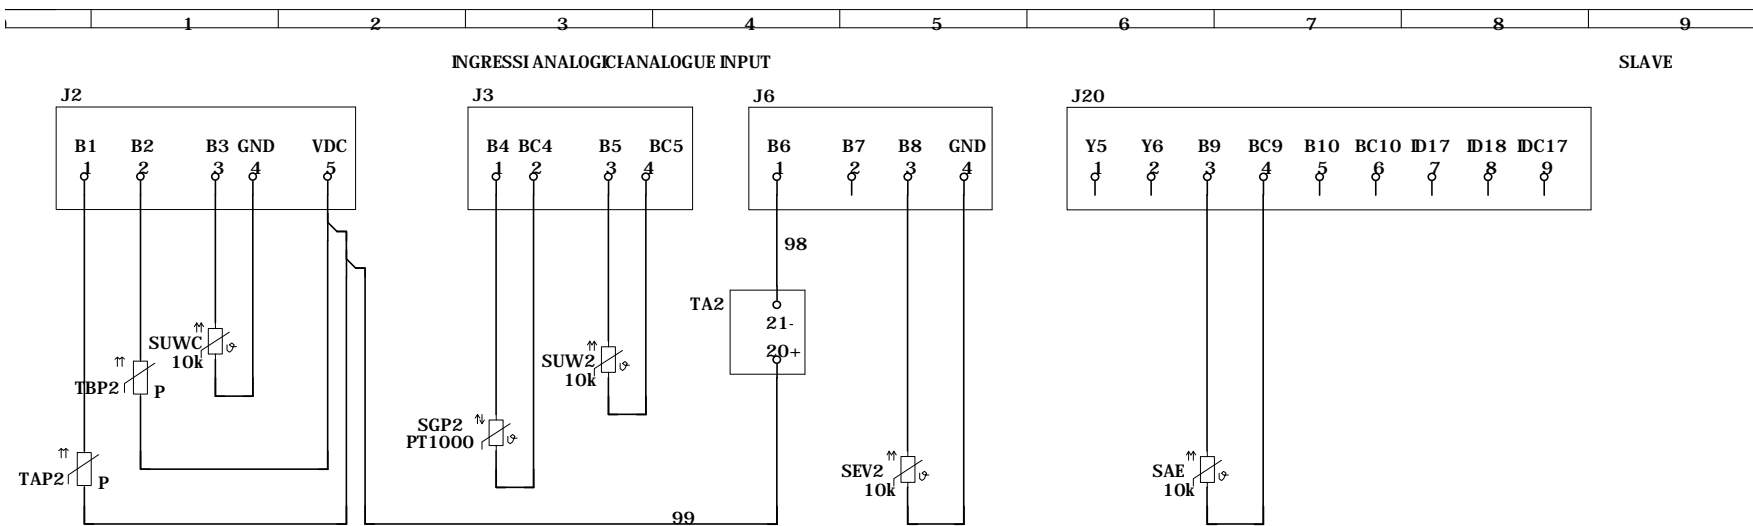 1 2 3 4 5 6 7 8 9
INGRESSI ANALOGICI-ANALOGUE INPUT SLAVE
J2 J3 J6 J20
B1 B2 B3 GND VDC B4 BC4 B5 BC5 B6 B7 B8 GND Y5 Y6 B9 BC9 B10 BC10 ID17 ID18 IDC17
1 2 3 4 5 1 2 3 4 1 2 3 4 1 2 3 4 5 6 7 8 9
98
TA2
21-
20+
SUWC
10k
SUW2
10k
TBP2 P
SGP2
PT1000
TAP2 P
SEV2
10k
SAE
10k
99